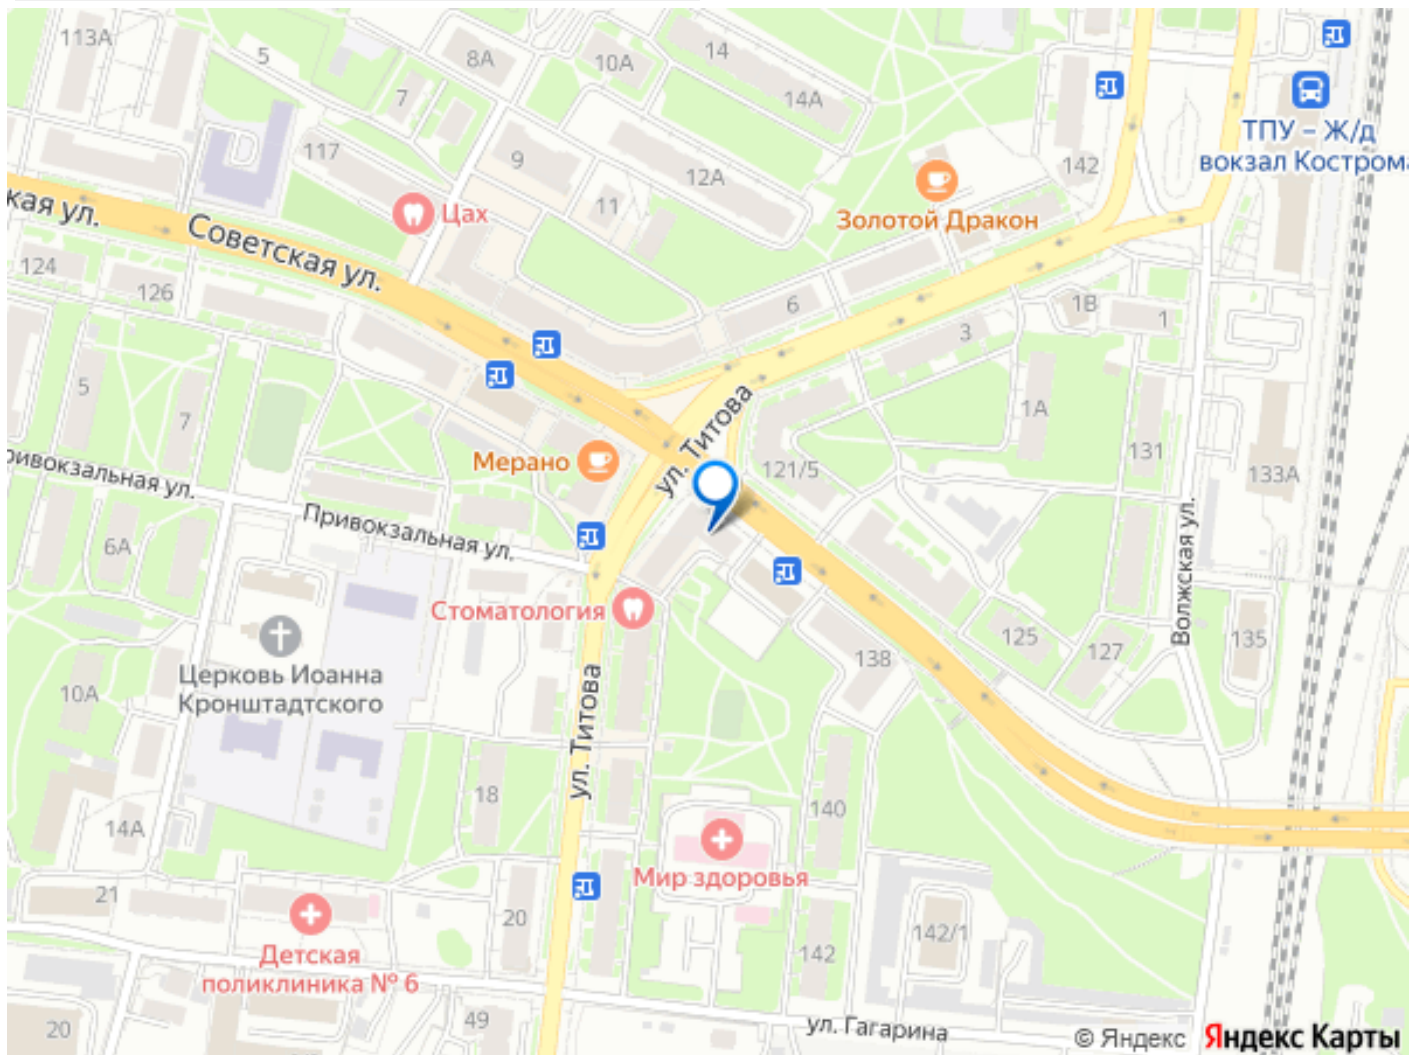 113А
5
8А
10А
14
14А
7
117
9
11
12А
142
ТПУ – Ж/д
вокзал Кострома
Цах
Золотой Дракон
кая ул.
Советская ул.
124
126
6
3
1В
1
1А
131
133А
5
7
Мерано
ул. Титова
121/5
ривокзальная ул.
Привокзальная ул.
6А
Стоматология
Волжская ул.
125
127
135
138
Церковь Иоанна
Кронштадтского
10А
ул. Титова
18
14А
140
Мир здоровья
21
20
142
142/1
Детская
поликлиника № 6
20
49
ул. Гагарина
© Яндекс Яндекс Карты